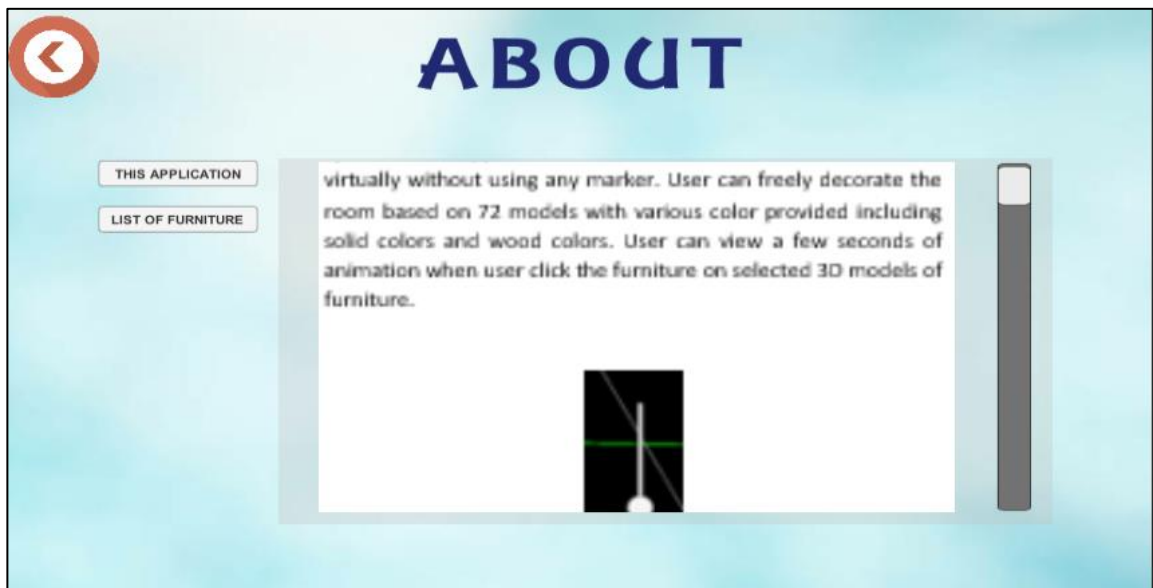 ABOUT
THIS APPLICATION
LIST OF FURNITURE
virtually without using any marker. User can freely decorate the
room based on 72 models with various color provided including
solid colors and wood colors. User can view a few seconds of
animation when user click the furniture on selected 3D models of
furniture.